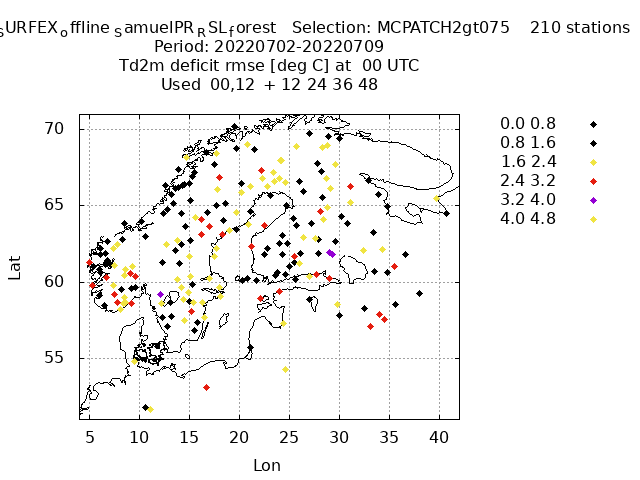 SURFEXoffline SamuelPRRSLforest Selection: MCPATCH2gt075 210 stations
Period: 20220702-20220709
Td2m deficit rmse [deg C] at 00 UTC
Used 00,12 + 12 24 36 48
0.0 0.8
0.8 1.6
1.6 2.4
2.4 3.2
3.2 4.0
4.0 4.8
70
65
60
55
Lat
5 10 15 20 25 30 35 40
Lon